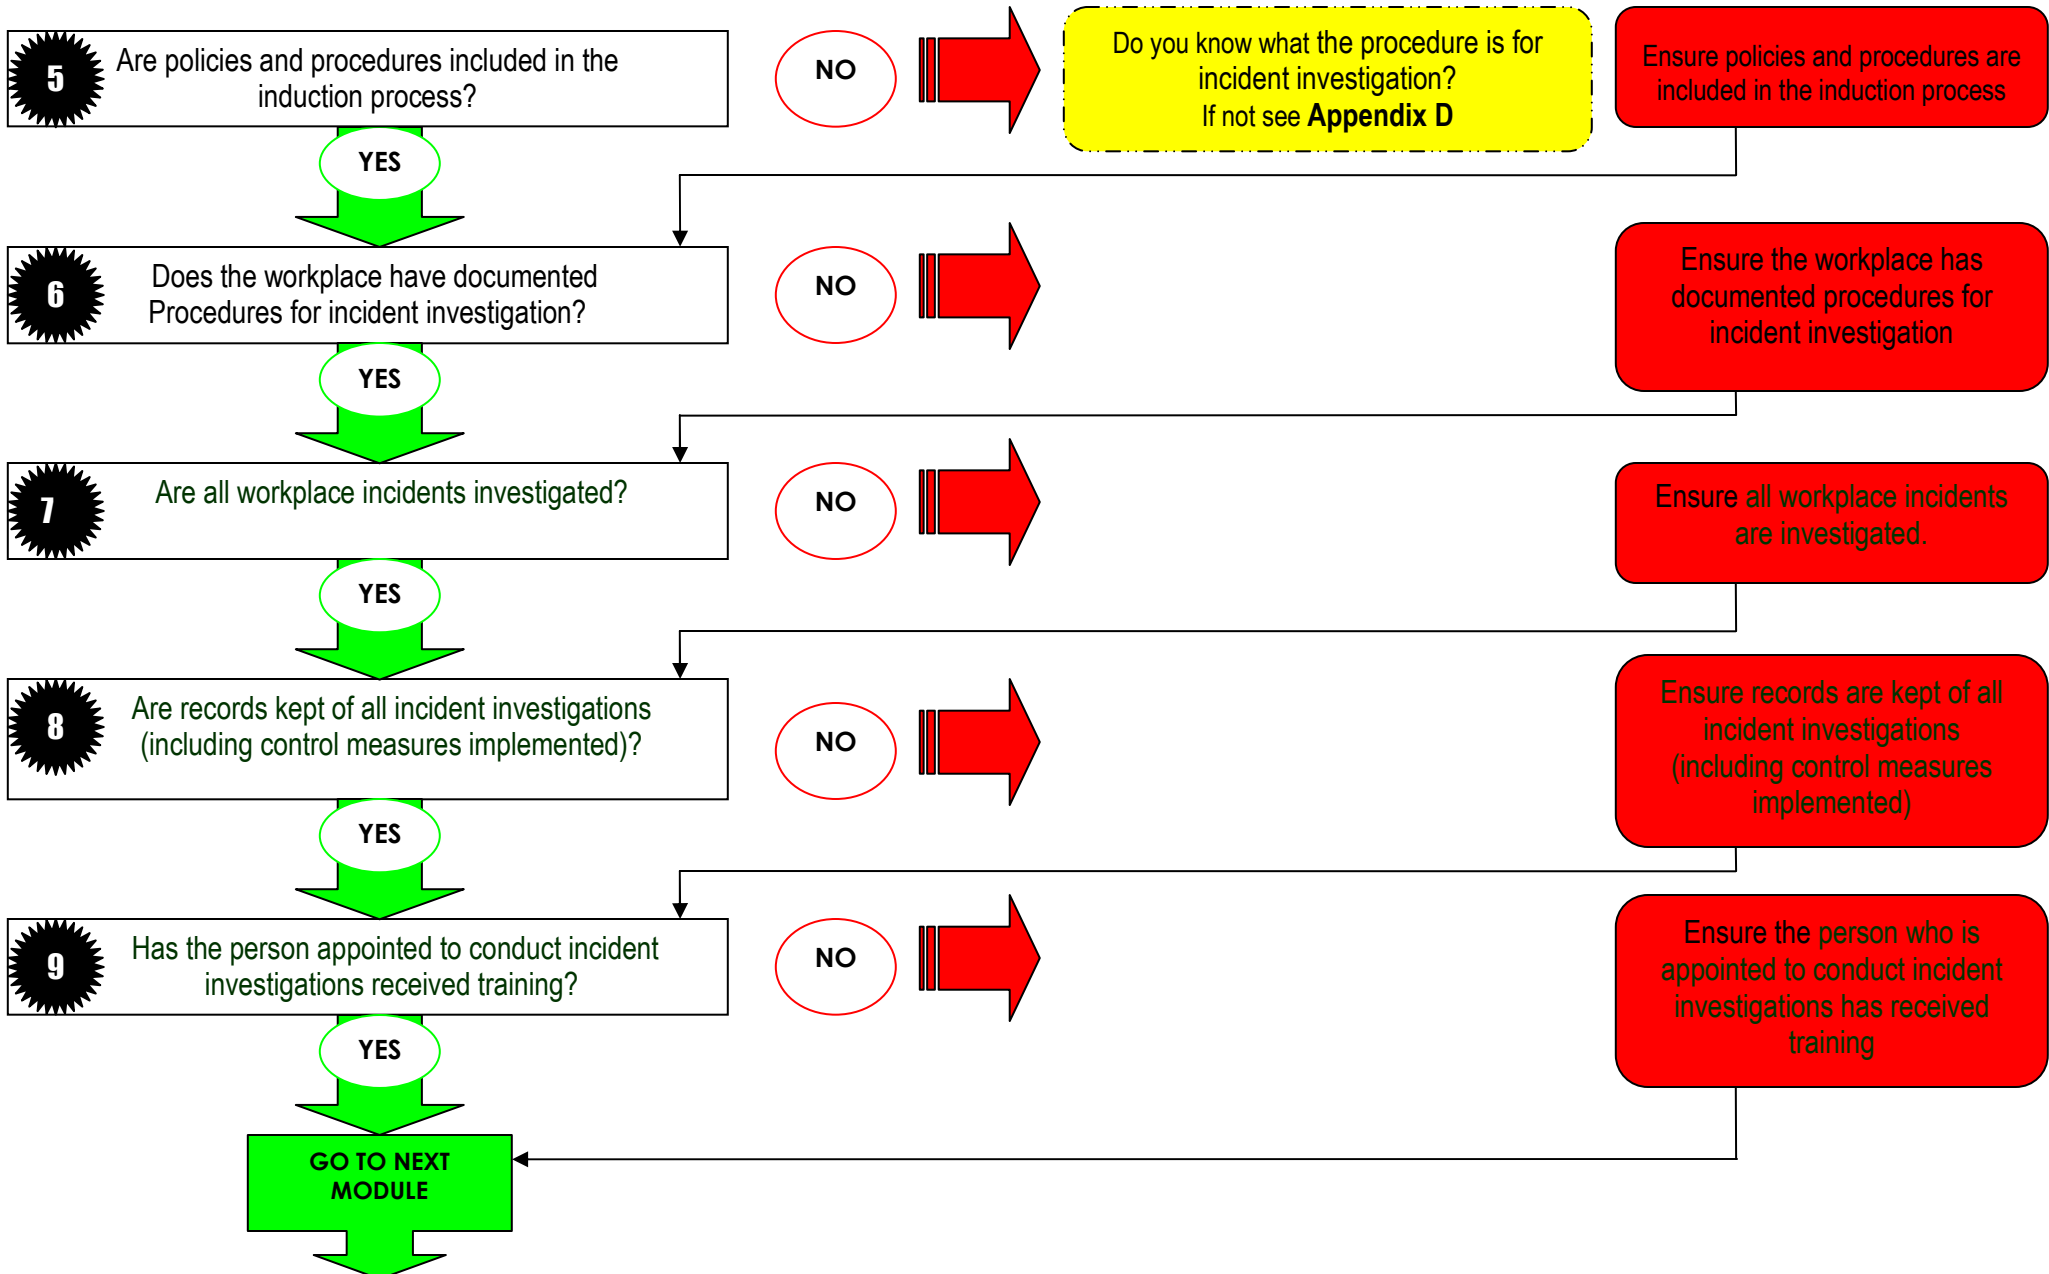 5
Are policies and procedures included in the
induction process?
NO
Do you know what the procedure is for
incident investigation?
If not see Appendix D
Ensure policies and procedures are
included in the induction process
YES
6
Does the workplace have documented
Procedures for incident investigation?
NO
Ensure the workplace has
documented procedures for
incident investigation
YES
7
Are all workplace incidents investigated?
NO
Ensure all workplace incidents
are investigated.
YES
8
Are records kept of all incident investigations
(including control measures implemented)?
NO
Ensure records are kept of all
incident investigations
(including control measures
implemented)
YES
9
Has the person appointed to conduct incident
investigations received training?
NO
Ensure the person who is
appointed to conduct incident
investigations has received
training
YES
GO TO NEXT
MODULE